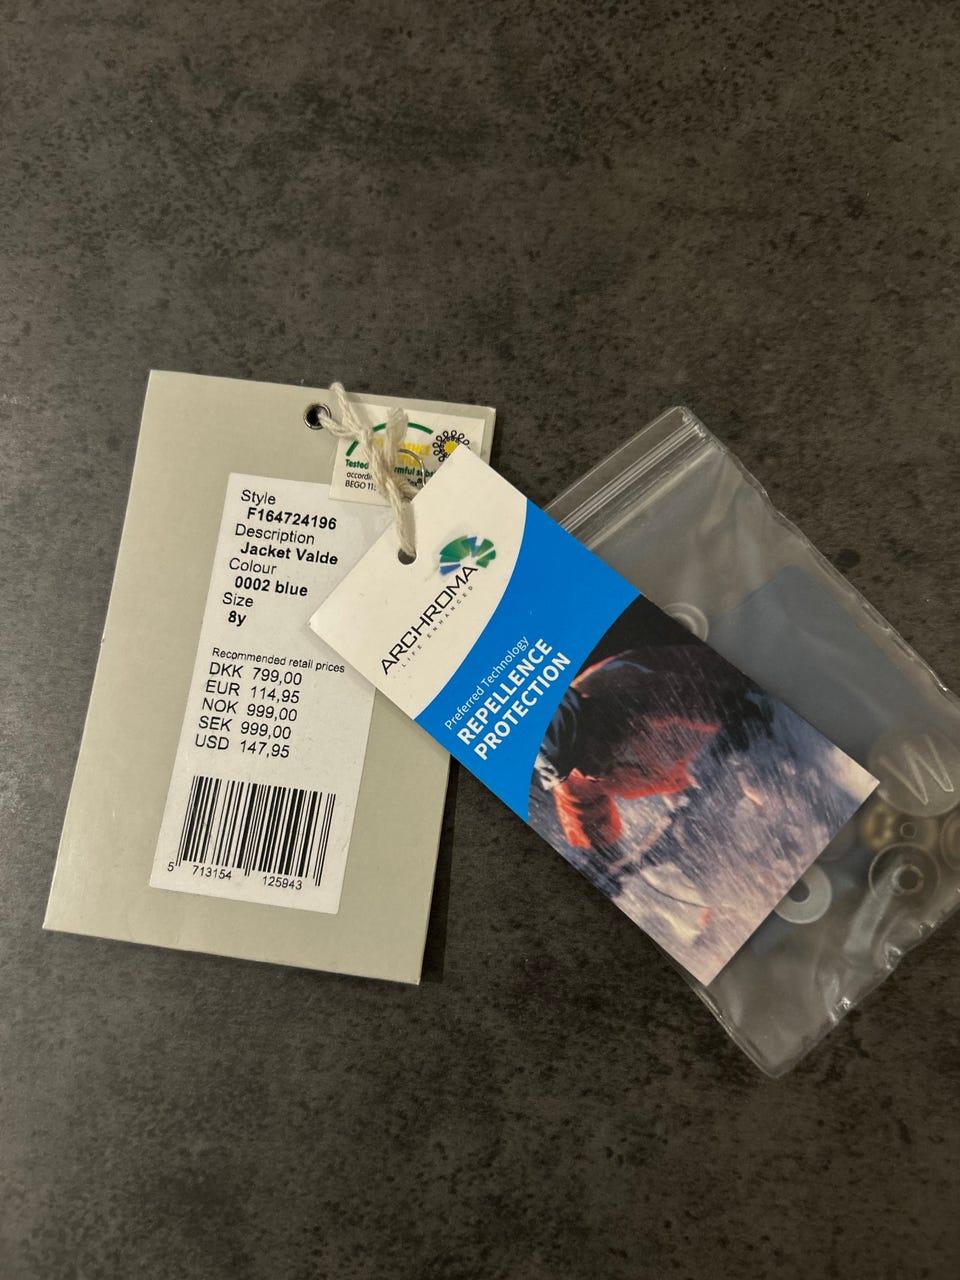 Style
F164724196
Description
Jacket Valde
Colour
0002 blue
Size
8y
Recommended retail prices
DKK 799,00
EUR 114,95
NOK 999,00
SEK 999,00
USD 147,95
5 713154 125943
Tested
BEGO
ARCHROMA
LIFE ENHANCED
Preferred Technology
REPELLENCE
PROTECTION
W